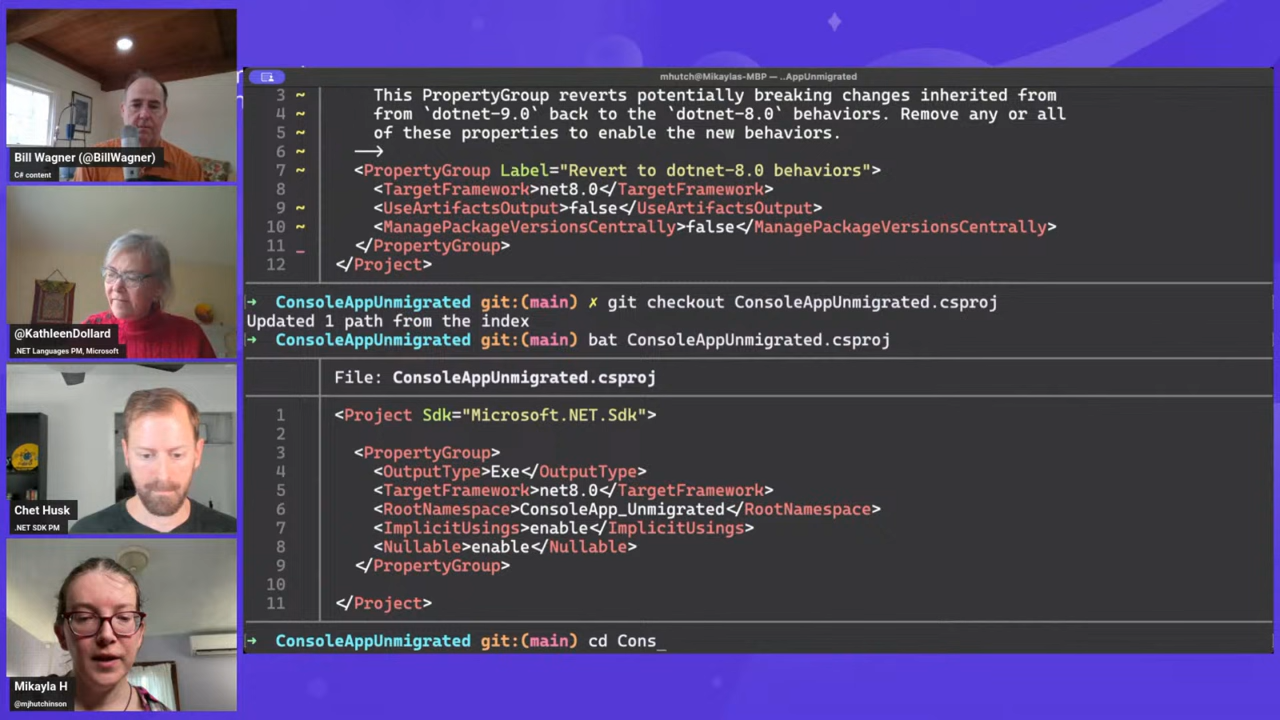 Bill Wagner (@BillWagner)
C# content
@KathleenDollard
.NET Languages PM, Microsoft
Chet Husk
.NET SDK PM
Mikayla H
@mjhutchinson
mhutch@Mikaylas-MBP — ..AppUnmigrated
3 ~ This PropertyGroup reverts potentially breaking changes inherited from
4 ~ from `dotnet-9.0` back to the `dotnet-8.0` behaviors. Remove any or all
5 ~ of these properties to enable the new behaviors.
6 ~ -->
7 ~ <PropertyGroup Label="Revert to dotnet-8.0 behaviors">
8 <TargetFramework>net8.0</TargetFramework>
9 ~ <UseArtifactsOutput>false</UseArtifactsOutput>
10 ~ <ManagePackageVersionsCentrally>false</ManagePackageVersionsCentrally>
11 _ </PropertyGroup>
12 </Project>
→ ConsoleAppUnmigrated git:(main) ✗ git checkout ConsoleAppUnmigrated.csproj
Updated 1 path from the index
→ ConsoleAppUnmigrated git:(main) bat ConsoleAppUnmigrated.csproj
File: ConsoleAppUnmigrated.csproj
1 <Project Sdk="Microsoft.NET.Sdk">
2
3 <PropertyGroup>
4 <OutputType>Exe</OutputType>
5 <TargetFramework>net8.0</TargetFramework>
6 <RootNamespace>ConsoleApp_Unmigrated</RootNamespace>
7 <ImplicitUsings>enable</ImplicitUsings>
8 <Nullable>enable</Nullable>
9 </PropertyGroup>
10
11 </Project>
→ ConsoleAppUnmigrated git:(main) cd Cons_